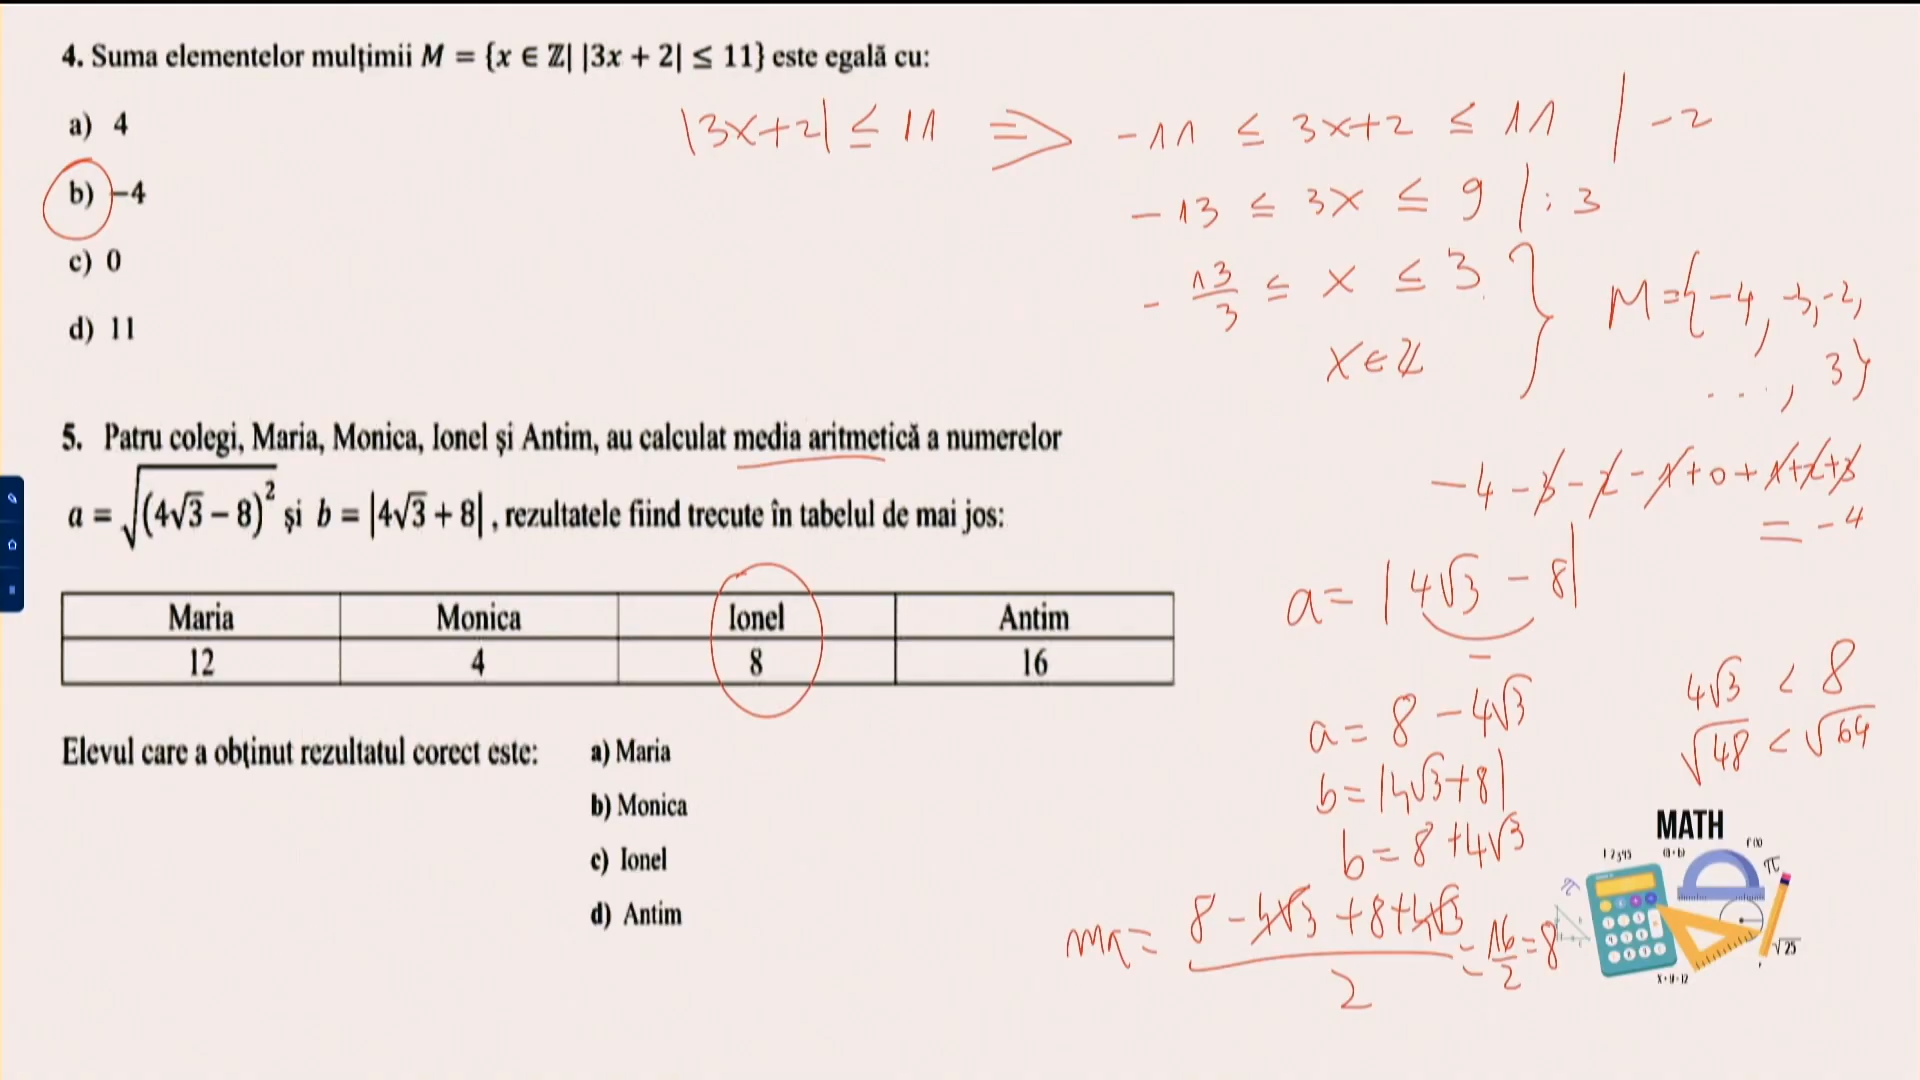 4. Suma elementelor mulțimii M = {x ∈ ℤ| |3x + 2| ≤ 11} este egală cu:
a) 4
b) −4
c) 0
d) 11
|3x+2| ≤ 11 ⇒ -11 ≤ 3x+2 ≤ 11 | -2
-13 ≤ 3x ≤ 9 | : 3
- 13/3 ≤ x ≤ 3
x ∈ ℤ
M={-4, -3, -2,
..., 3}
-4-3-2-1+0+1+2+3
= -4
5. Patru colegi, Maria, Monica, Ionel și Antim, au calculat media aritmetică a numerelor
a = √(4√3 − 8)² și b = |4√3 + 8|, rezultatele fiind trecute în tabelul de mai jos:
Maria Monica Ionel Antim
12 4 8 16
Elevul care a obținut rezultatul corect este: a) Maria
b) Monica
c) Ionel
d) Antim
a= |4√3 - 8|
-
a= 8 - 4√3
b= |4√3+8|
b= 8 +4√3
4√3 < 8
√48 < √64
ma = (8 - 4√3 + 8 + 4√3)/2 = 16/2 = 8
MATH
π
√25